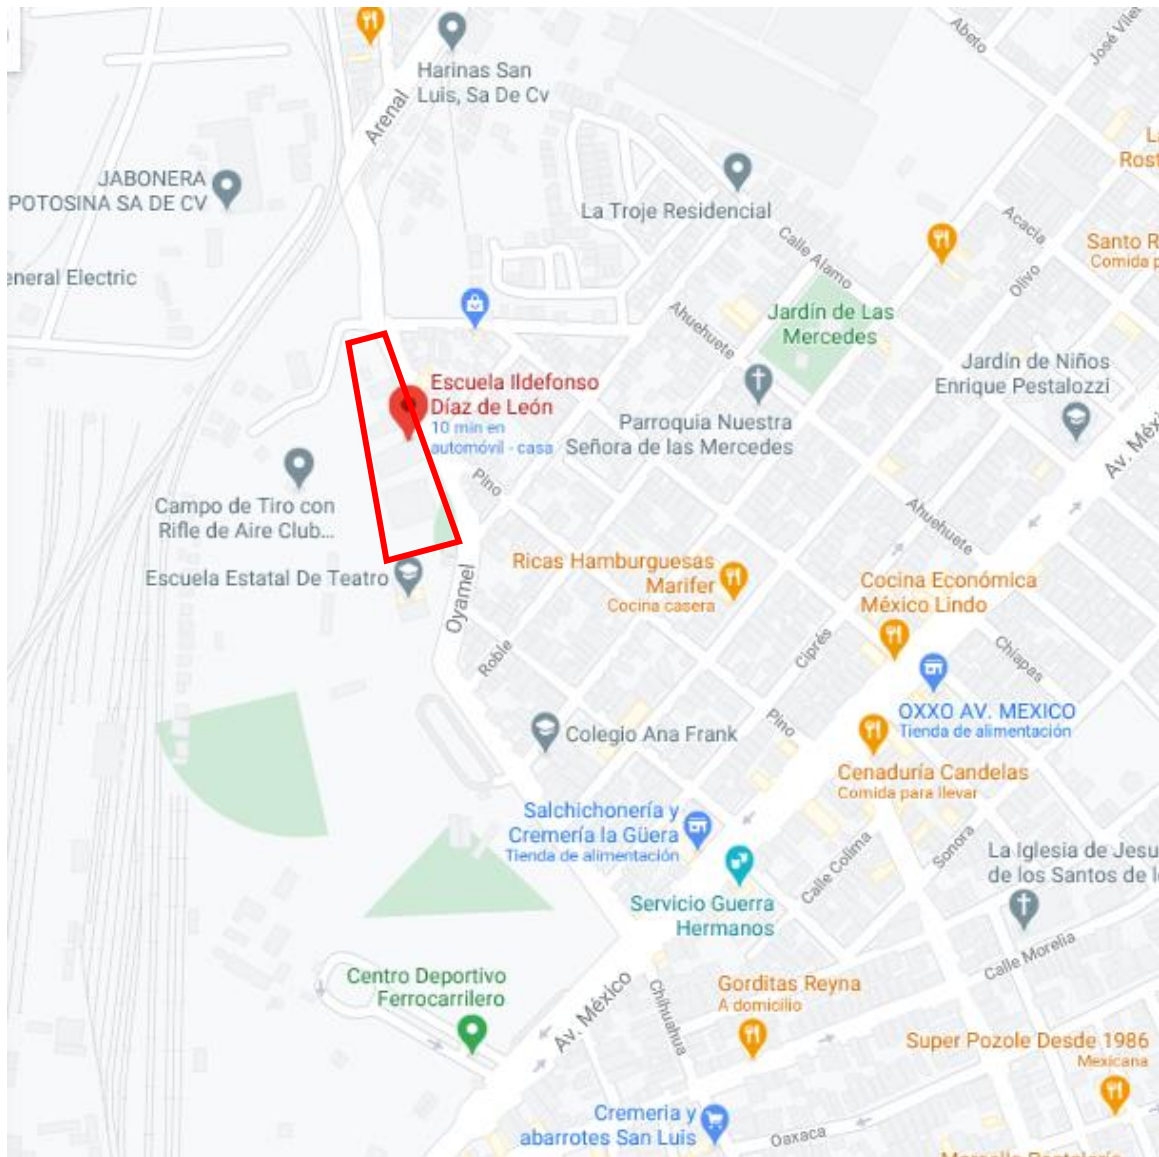 Abeto
José
Harinas San
Luis, Sa De Cv
Arenal
JABONERA
POTOSINA SA DE CV
La Troje Residencial
Calle Alamo
Acacia
Santo R
Comida p
Olivo
eneral Electric
Ahuehuete
Jardín de Las
Mercedes
Jardín de Niños
Enrique Pestalozzi
Escuela Ildefonso
Díaz de León
10 min en
automóvil - casa
Parroquia Nuestra
Señora de las Mercedes
Av. Méx
Pino
Campo de Tiro con
Rifle de Aire Club...
Ahuehuete
Escuela Estatal De Teatro
Ricas Hamburguesas
Marifer
Cocina casera
Cocina Económica
México Lindo
Oyamel
Roble
Ciprés
Chiapas
OXXO AV. MEXICO
Tienda de alimentación
Pino
Colegio Ana Frank
Cenaduría Candelas
Comida para llevar
Salchichonería y
Cremería la Güera
Tienda de alimentación
Calle Colima
Sonora
La Iglesia de Jesu
de los Santos de
Servicio Guerra
Hermanos
Calle Morelia
Centro Deportivo
Ferrocarrilero
Av. México
Chihuahua
Gorditas Reyna
A domicilio
Super Pozole Desde 1986
Mexicana
Cremeria y
abarrotes San Luis
Oaxaca